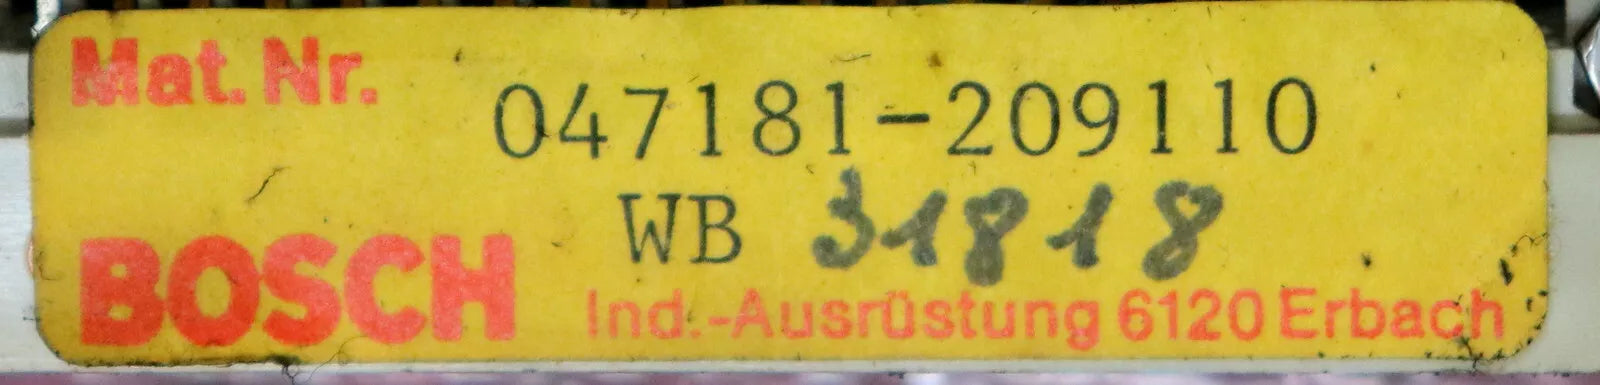 Mat. Nr. 047181-209110
WB 31818
BOSCH Ind.-Ausrüstung 6120 Erbach